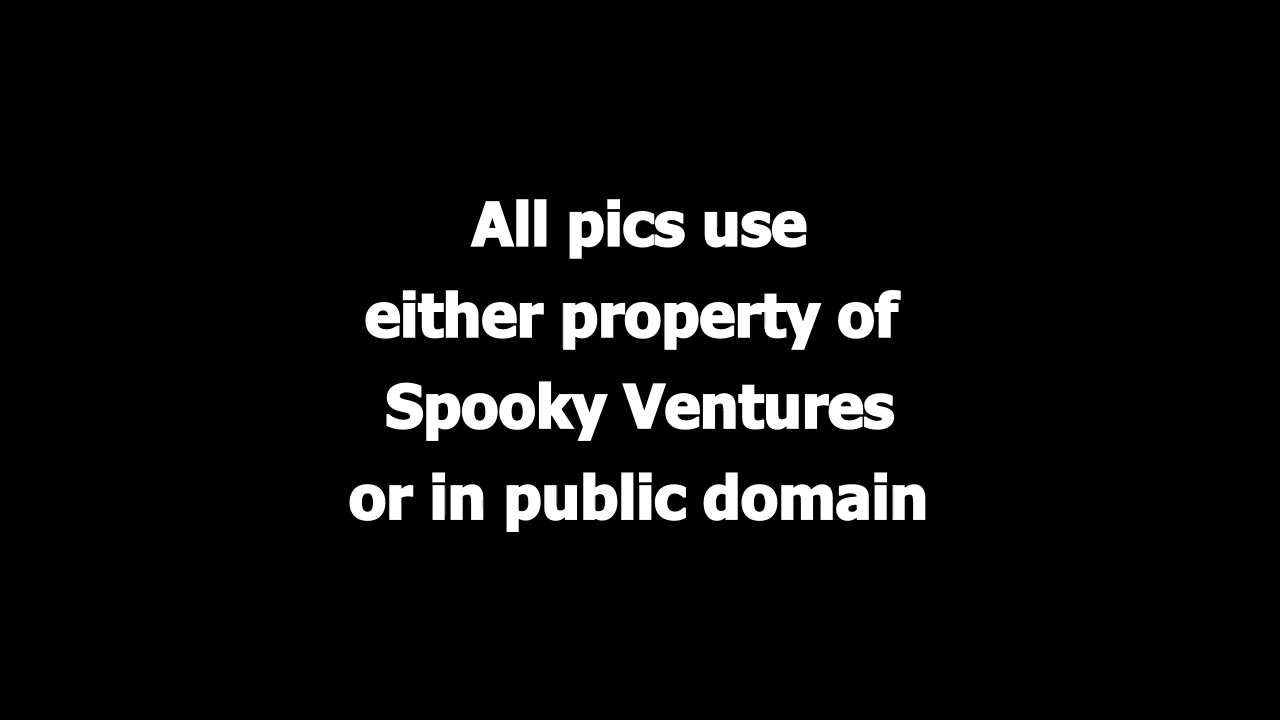 All pics use
either property of
Spooky Ventures
or in public domain